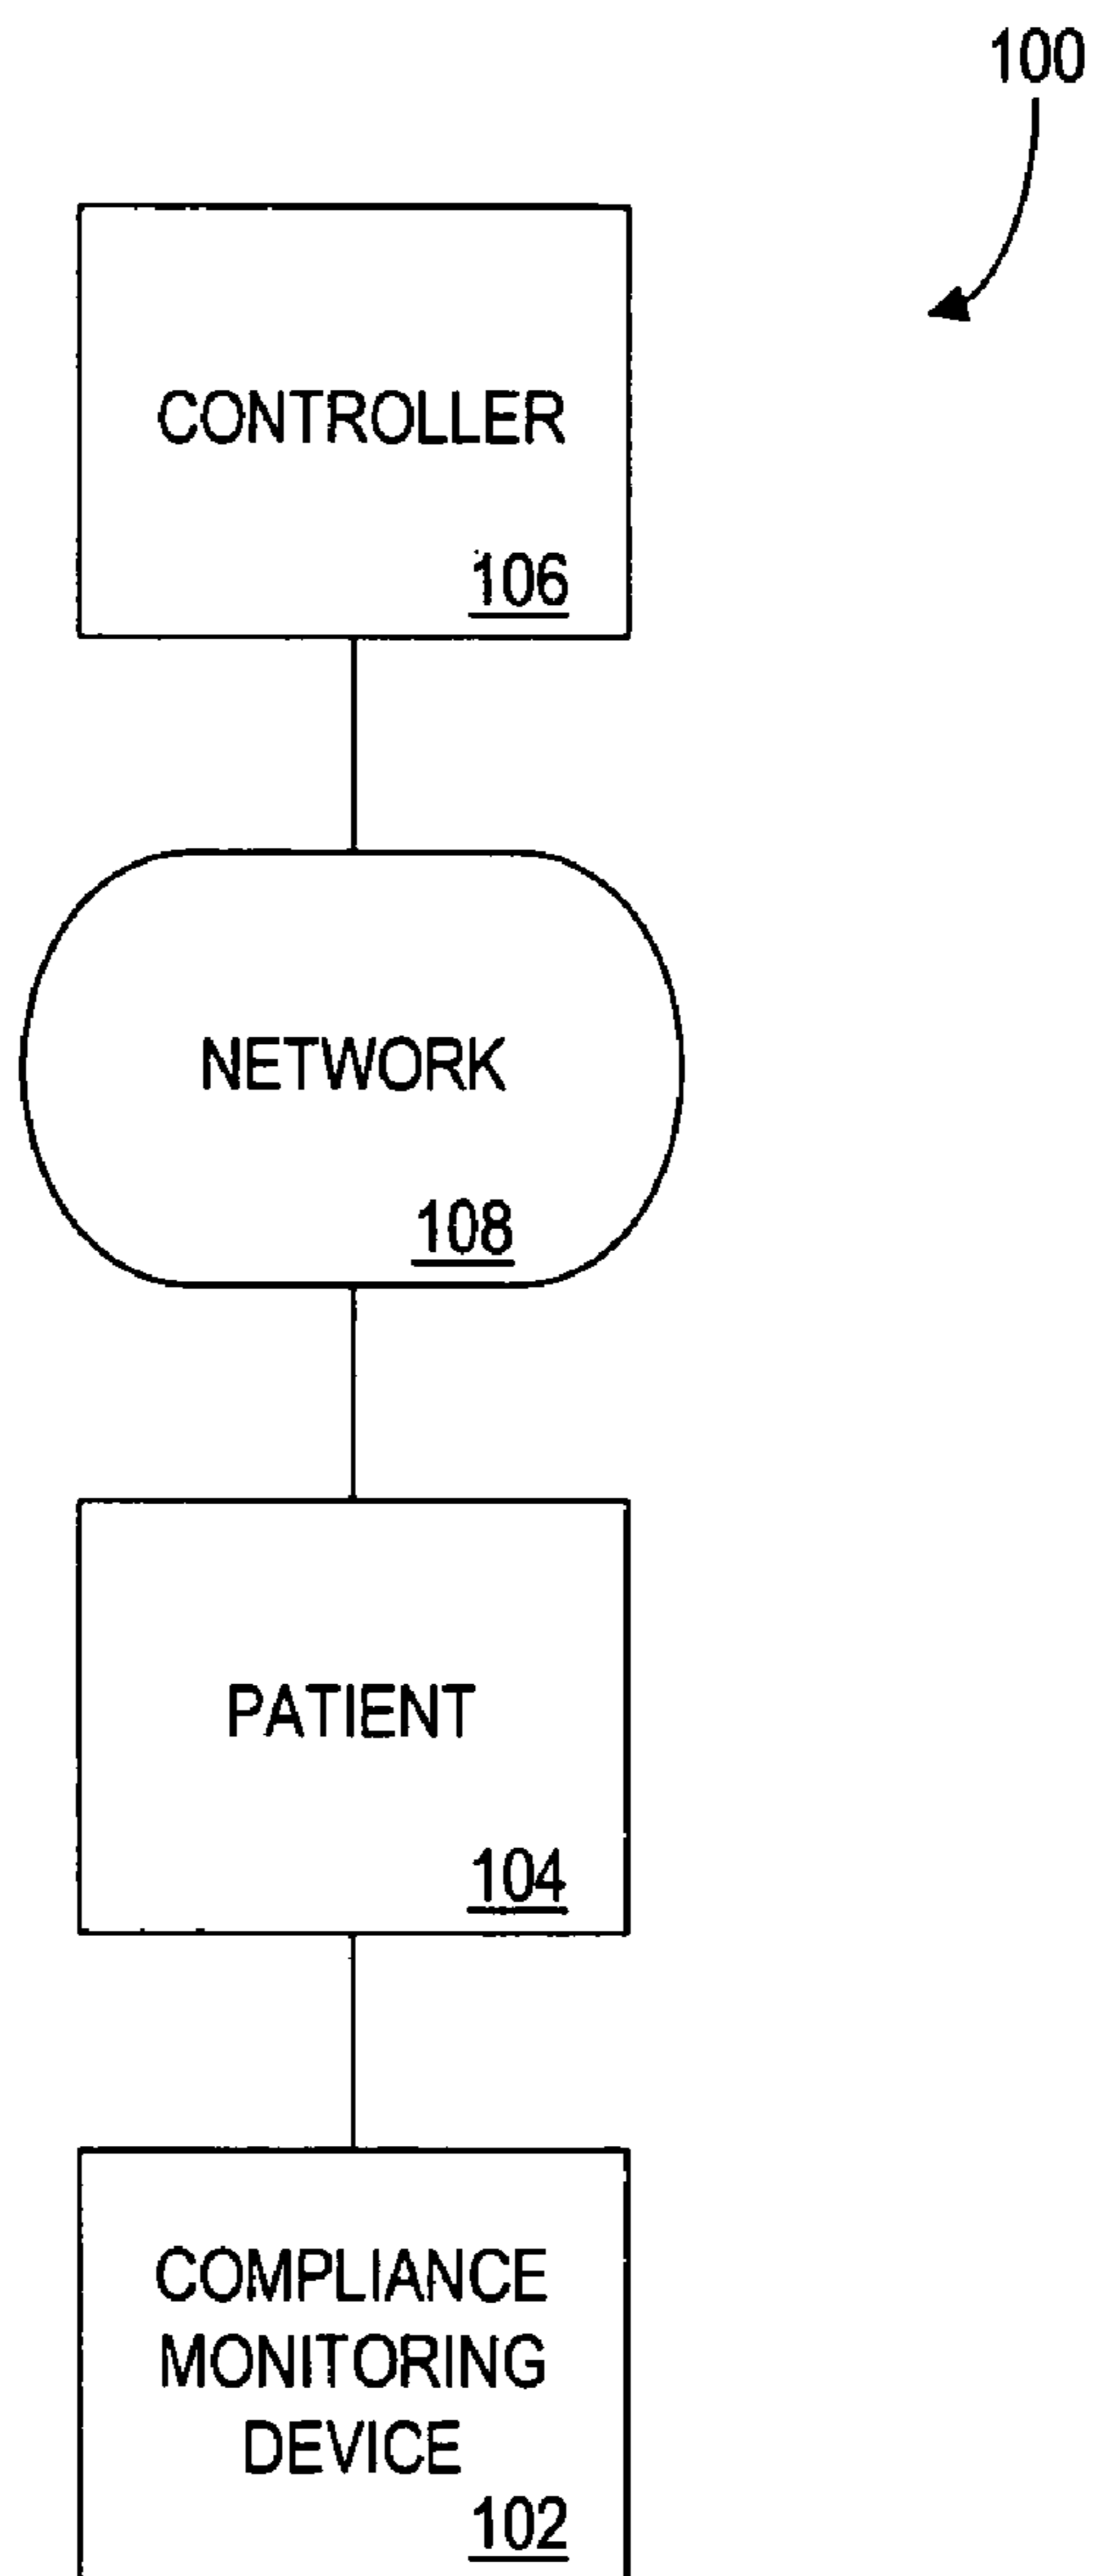 100
CONTROLLER
106
NETWORK
108
PATIENT
104
COMPLIANCE
MONITORING
DEVICE
102